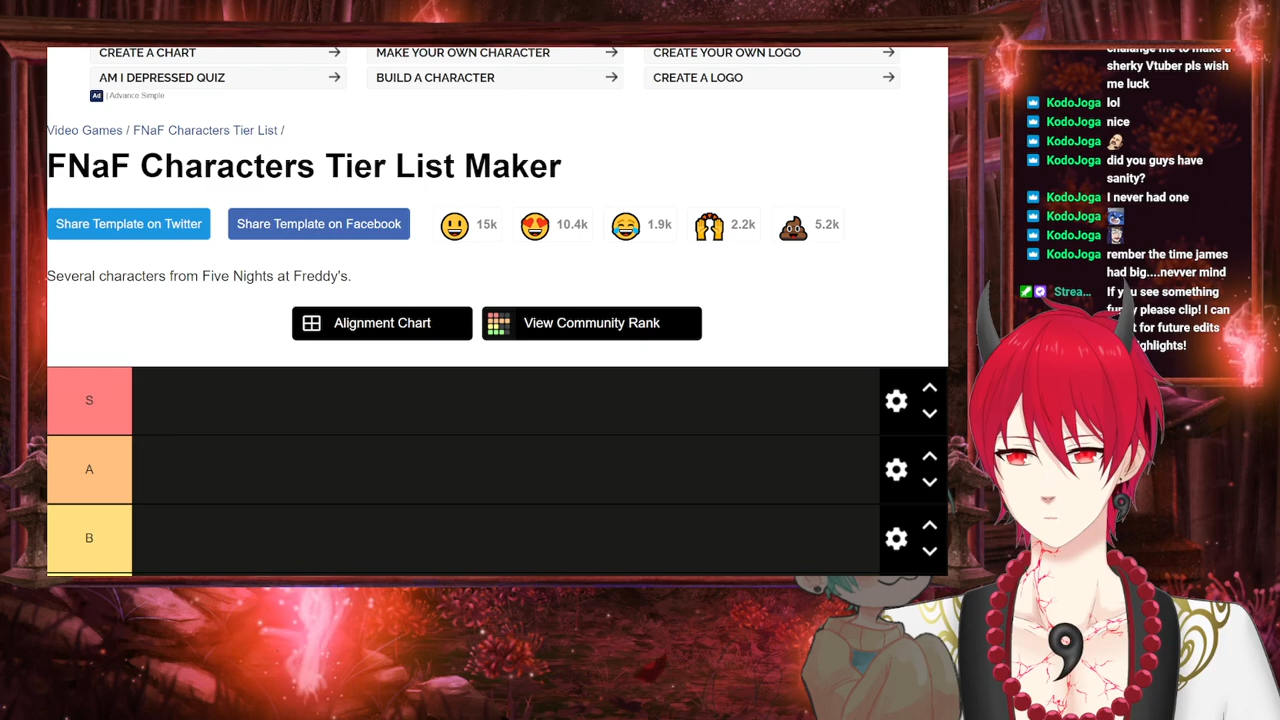 CREATE A CHART
MAKE YOUR OWN CHARACTER
CREATE YOUR OWN LOGO
AM I DEPRESSED QUIZ
BUILD A CHARACTER
CREATE A LOGO
Ad | Advance Simple
Video Games / FNaF Characters Tier List /
FNaF Characters Tier List Maker
Share Template on Twitter
Share Template on Facebook
15k
10.4k
1.9k
2.2k
5.2k
Several characters from Five Nights at Freddy's.
Alignment Chart
View Community Rank
S
A
B
make a
sherky Vtuber pls wish
me luck
KodoJoga lol
KodoJoga nice
KodoJoga
KodoJoga did you guys have
sanity?
KodoJoga I never had one
KodoJoga
KodoJoga
KodoJoga rember the time james
had big....nevver mind
Strea... If you see something
please clip! I can
for future edits